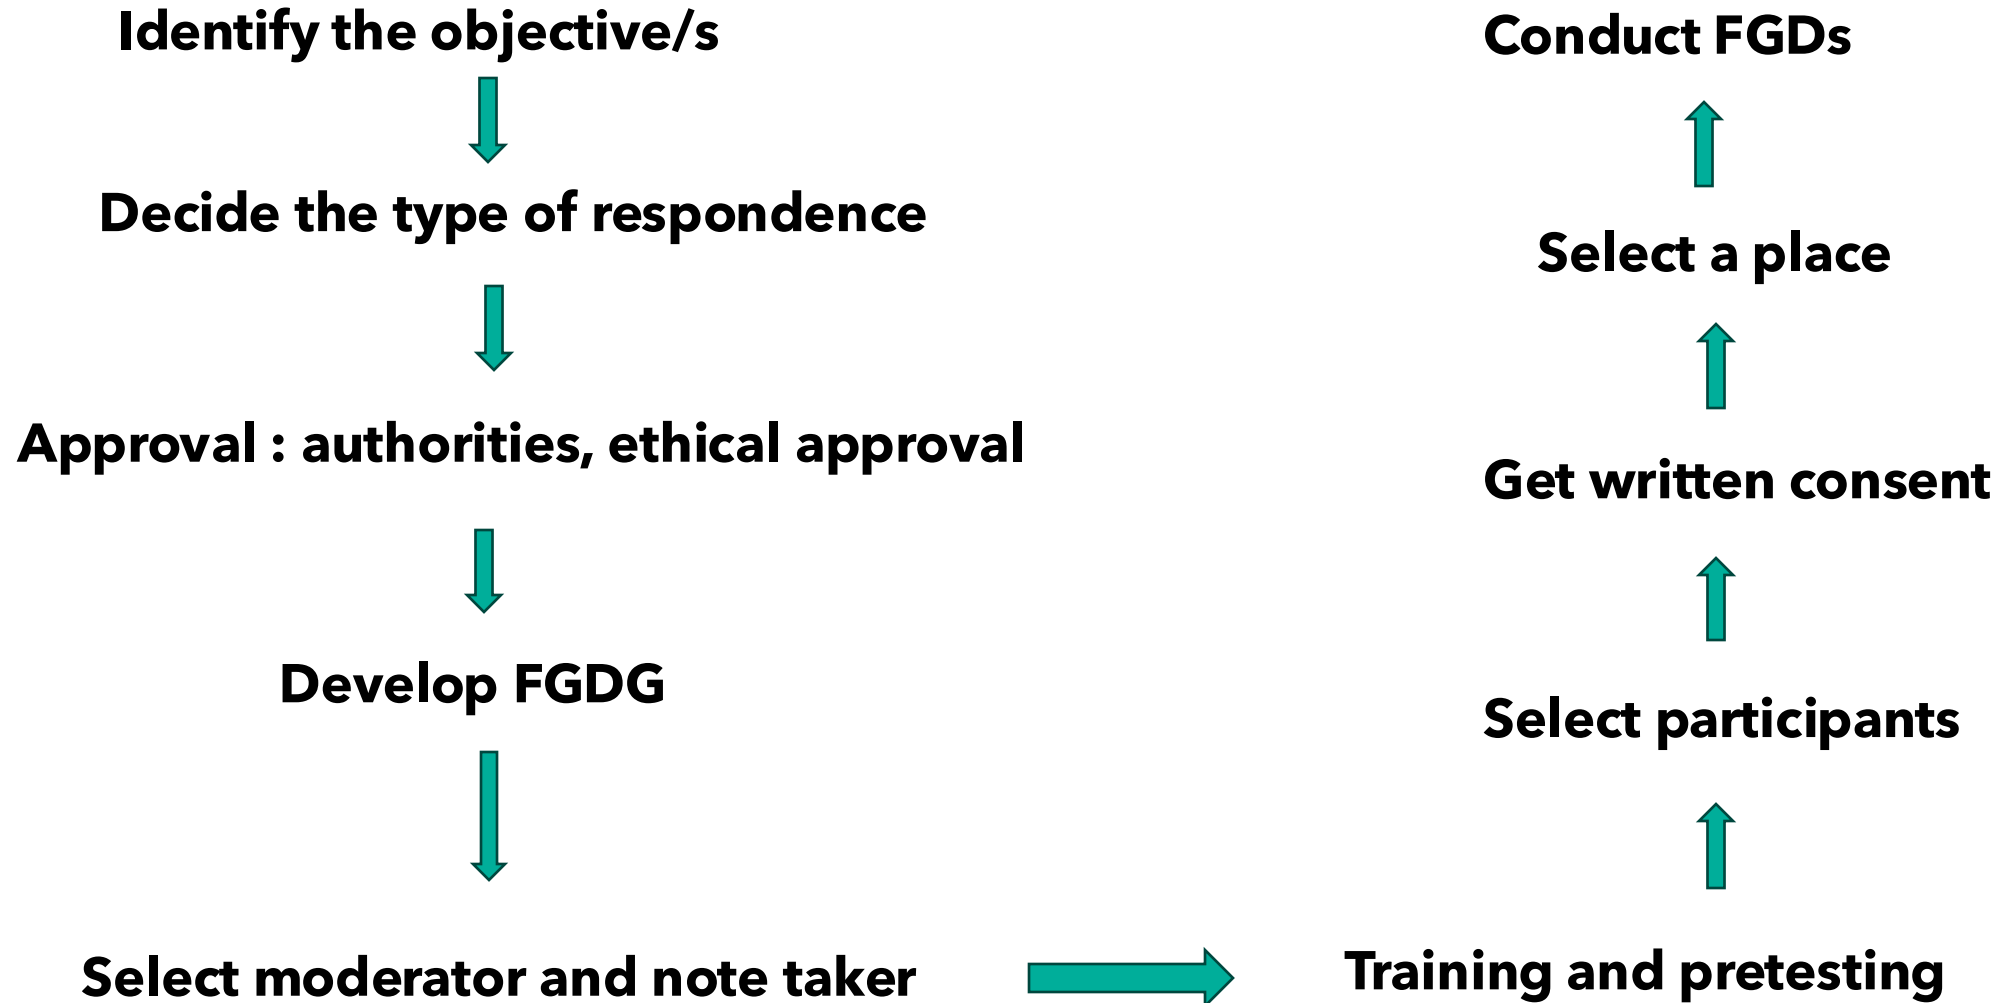 Identify the objective/s
Decide the type of respondence
Approval : authorities, ethical approval
Develop FGDG
Select moderator and note taker
Training and pretesting
Select participants
Get written consent
Select a place
Conduct FGDs